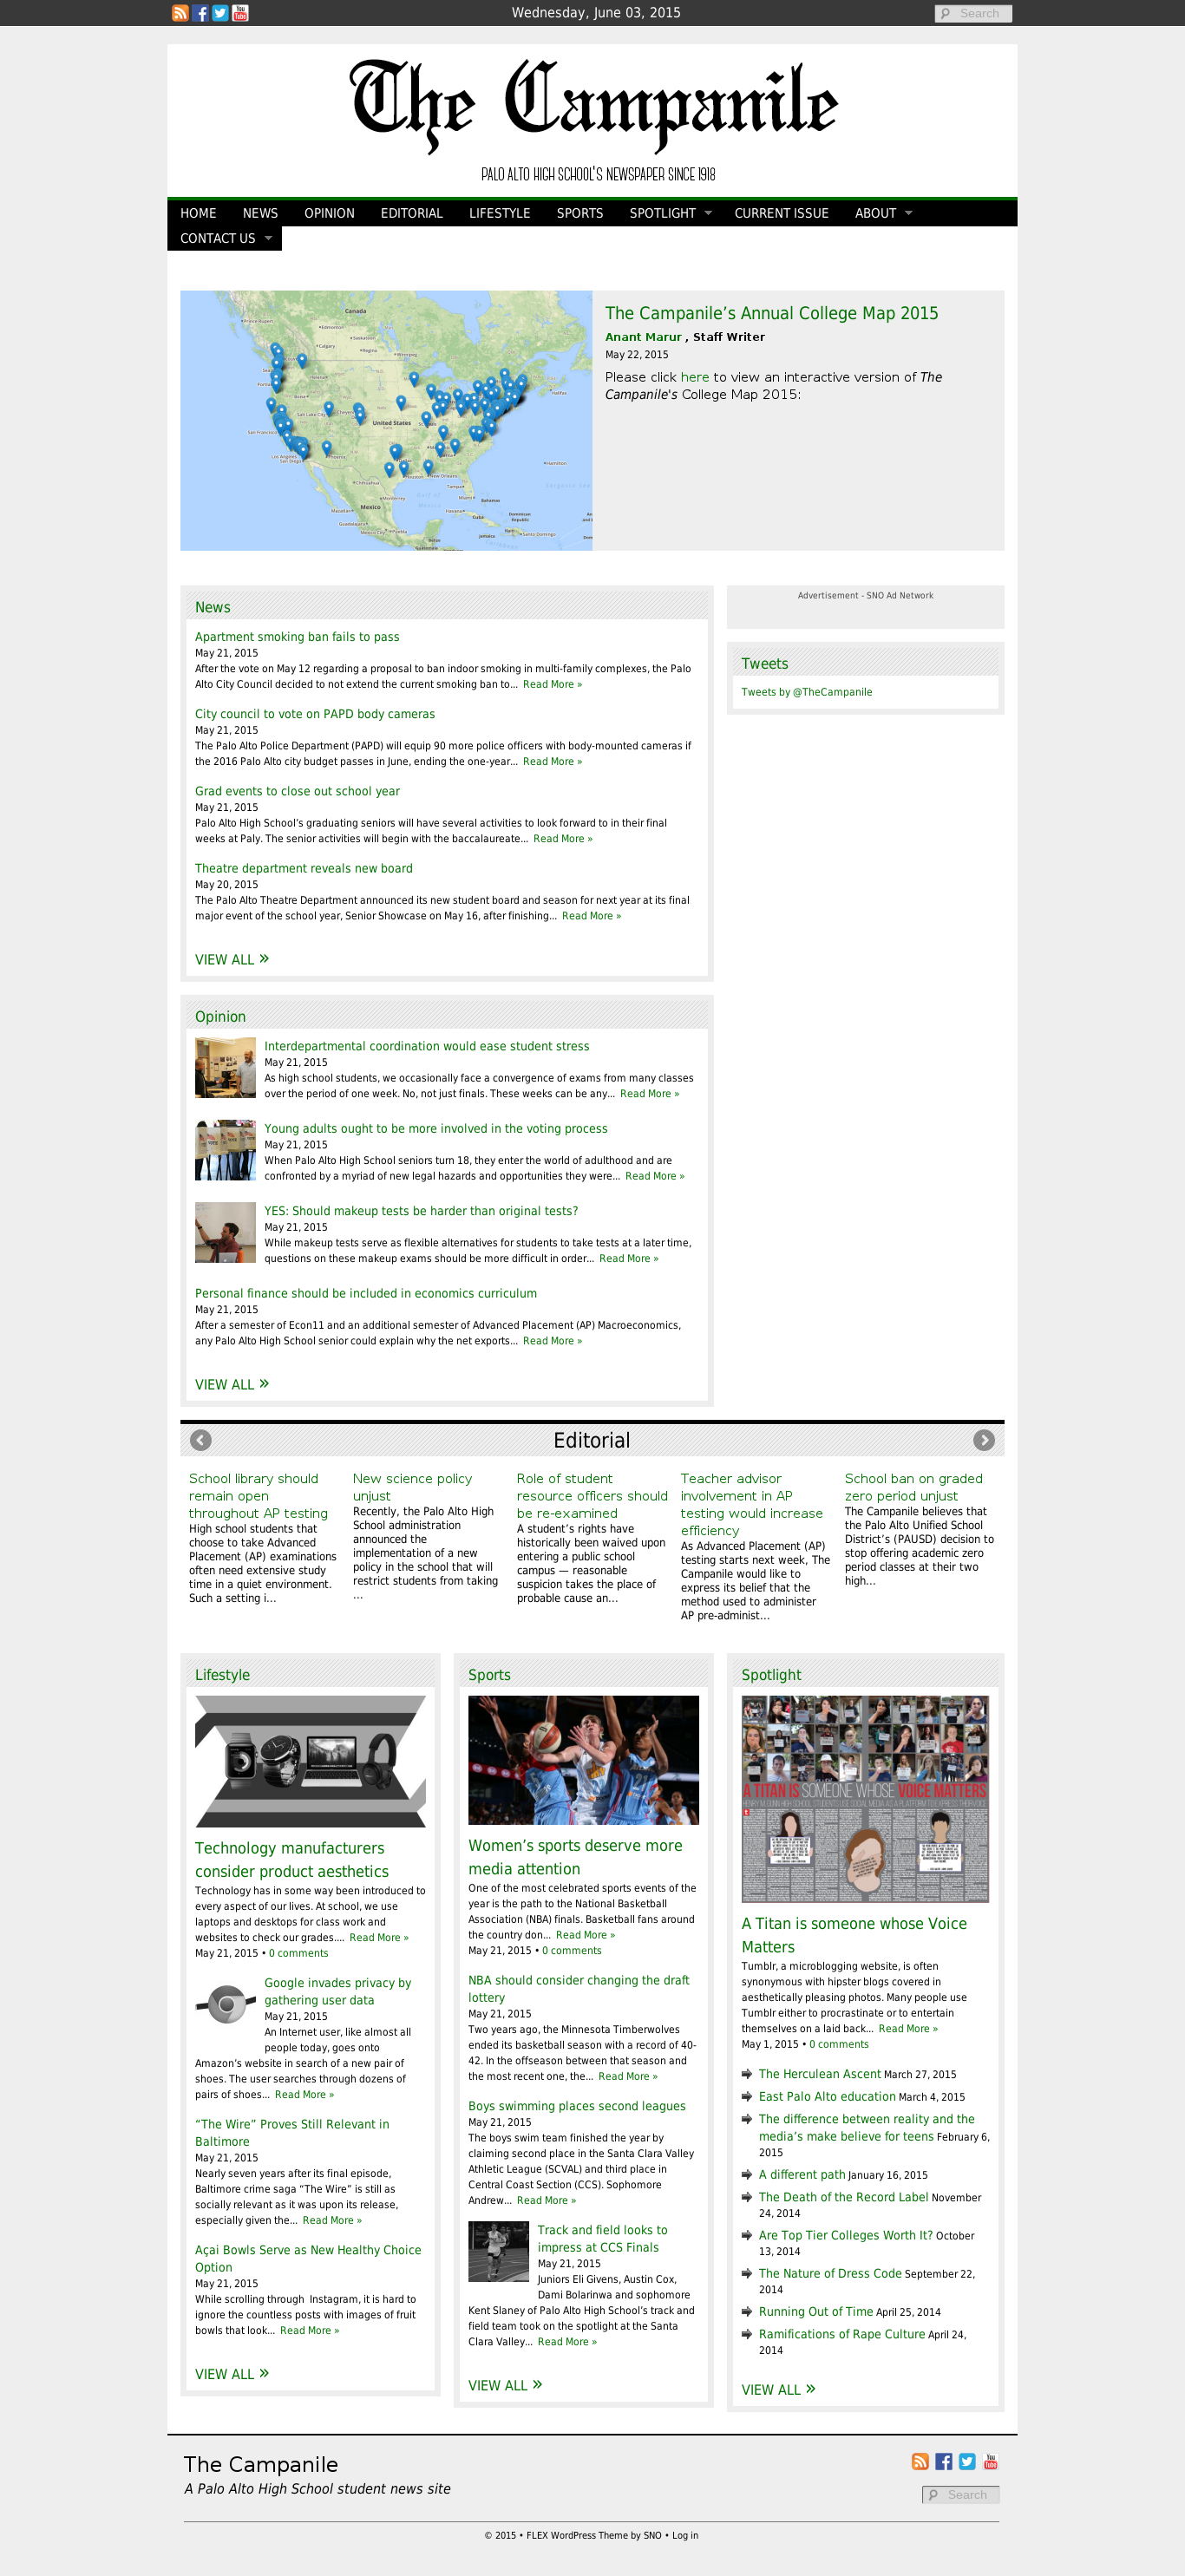 Wednesday, June 03, 2015
Search
The Campanile
PALO ALTO HIGH SCHOOL'S NEWSPAPER SINCE 1918
HOME NEWS OPINION EDITORIAL LIFESTYLE SPORTS SPOTLIGHT CURRENT ISSUE ABOUT
CONTACT US
The Campanile’s Annual College Map 2015
Anant Marur , Staff Writer
May 22, 2015
Please click here to view an interactive version of The
Campanile's College Map 2015:
Canada
United States
Mexico
News
Apartment smoking ban fails to pass
May 21, 2015
After the vote on May 12 regarding a proposal to ban indoor smoking in multi-family complexes, the Palo
Alto City Council decided to not extend the current smoking ban to... Read More »
City council to vote on PAPD body cameras
May 21, 2015
The Palo Alto Police Department (PAPD) will equip 90 more police officers with body-mounted cameras if
the 2016 Palo Alto city budget passes in June, ending the one-year... Read More »
Grad events to close out school year
May 21, 2015
Palo Alto High School’s graduating seniors will have several activities to look forward to in their final
weeks at Paly. The senior activities will begin with the baccalaureate... Read More »
Theatre department reveals new board
May 20, 2015
The Palo Alto Theatre Department announced its new student board and season for next year at its final
major event of the school year, Senior Showcase on May 16, after finishing... Read More »
VIEW ALL »
Advertisement - SNO Ad Network
Tweets
Tweets by @TheCampanile
Opinion
Interdepartmental coordination would ease student stress
May 21, 2015
As high school students, we occasionally face a convergence of exams from many classes
over the period of one week. No, not just finals. These weeks can be any... Read More »
Young adults ought to be more involved in the voting process
May 21, 2015
When Palo Alto High School seniors turn 18, they enter the world of adulthood and are
confronted by a myriad of new legal hazards and opportunities they were... Read More »
YES: Should makeup tests be harder than original tests?
May 21, 2015
While makeup tests serve as flexible alternatives for students to take tests at a later time,
questions on these makeup exams should be more difficult in order... Read More »
Personal finance should be included in economics curriculum
May 21, 2015
After a semester of Econ11 and an additional semester of Advanced Placement (AP) Macroeconomics,
any Palo Alto High School senior could explain why the net exports... Read More »
VIEW ALL »
Editorial
School library should
remain open
throughout AP testing
High school students that
choose to take Advanced
Placement (AP) examinations
often need extensive study
time in a quiet environment.
Such a setting i...
New science policy
unjust
Recently, the Palo Alto High
School administration
announced the
implementation of a new
policy in the school that will
restrict students from taking
...
Role of student
resource officers should
be re-examined
A student’s rights have
historically been waived upon
entering a public school
campus — reasonable
suspicion takes the place of
probable cause an...
Teacher advisor
involvement in AP
testing would increase
efficiency
As Advanced Placement (AP)
testing starts next week, The
Campanile would like to
express its belief that the
method used to administer
AP pre-administ...
School ban on graded
zero period unjust
The Campanile believes that
the Palo Alto Unified School
District’s (PAUSD) decision to
stop offering academic zero
period classes at their two
high...
Lifestyle
Technology manufacturers
consider product aesthetics
Technology has in some way been introduced to
every aspect of our lives. At school, we use
laptops and desktops for class work and
websites to check our grades.... Read More »
May 21, 2015 • 0 comments
Google invades privacy by
gathering user data
May 21, 2015
An Internet user, like almost all
people today, goes onto
Amazon’s website in search of a new pair of
shoes. The user searches through dozens of
pairs of shoes... Read More »
“The Wire” Proves Still Relevant in
Baltimore
May 21, 2015
Nearly seven years after its final episode,
Baltimore crime saga “The Wire” is still as
socially relevant as it was upon its release,
especially given the... Read More »
Açai Bowls Serve as New Healthy Choice
Option
May 21, 2015
While scrolling through Instagram, it is hard to
ignore the countless posts with images of fruit
bowls that look... Read More »
VIEW ALL »
Sports
Women’s sports deserve more
media attention
One of the most celebrated sports events of the
year is the path to the National Basketball
Association (NBA) finals. Basketball fans around
the country don... Read More »
May 21, 2015 • 0 comments
NBA should consider changing the draft
lottery
May 21, 2015
Two years ago, the Minnesota Timberwolves
ended its basketball season with a record of 40-
42. In the offseason between that season and
the most recent one, the... Read More »
Boys swimming places second leagues
May 21, 2015
The boys swim team finished the year by
claiming second place in the Santa Clara Valley
Athletic League (SCVAL) and third place in
Central Coast Section (CCS). Sophomore
Andrew... Read More »
Track and field looks to
impress at CCS Finals
May 21, 2015
Juniors Eli Givens, Austin Cox,
Dami Bolarinwa and sophomore
Kent Slaney of Palo Alto High School’s track and
field team took on the spotlight at the Santa
Clara Valley... Read More »
VIEW ALL »
Spotlight
A TITAN IS SOMEONE WHOSE VOICE MATTERS
A Titan is someone whose Voice
Matters
Tumblr, a microblogging website, is often
synonymous with hipster blogs covered in
aesthetically pleasing photos. Many people use
Tumblr either to procrastinate or to entertain
themselves on a laid back... Read More »
May 1, 2015 • 0 comments
The Herculean Ascent March 27, 2015
East Palo Alto education March 4, 2015
The difference between reality and the
media’s make believe for teens February 6,
2015
A different path January 16, 2015
The Death of the Record Label November
24, 2014
Are Top Tier Colleges Worth It? October
13, 2014
The Nature of Dress Code September 22,
2014
Running Out of Time April 25, 2014
Ramifications of Rape Culture April 24,
2014
VIEW ALL »
The Campanile
A Palo Alto High School student news site
Search
© 2015 • FLEX WordPress Theme by SNO • Log in